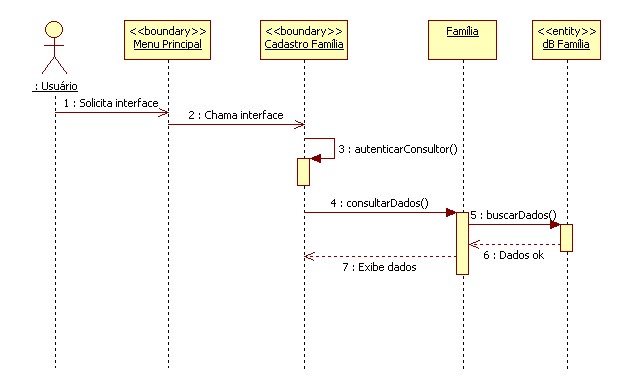 <<boundary>>
Menu Principal
<<boundary>>
Cadastro Família
Família
<<entity>>
dB Família
: Usuário
1 : Solicita interface
2 : Chama interface
3 : autenticarConsultor()
4 : consultarDados()
5 : buscarDados()
6 : Dados ok
7 : Exibe dados